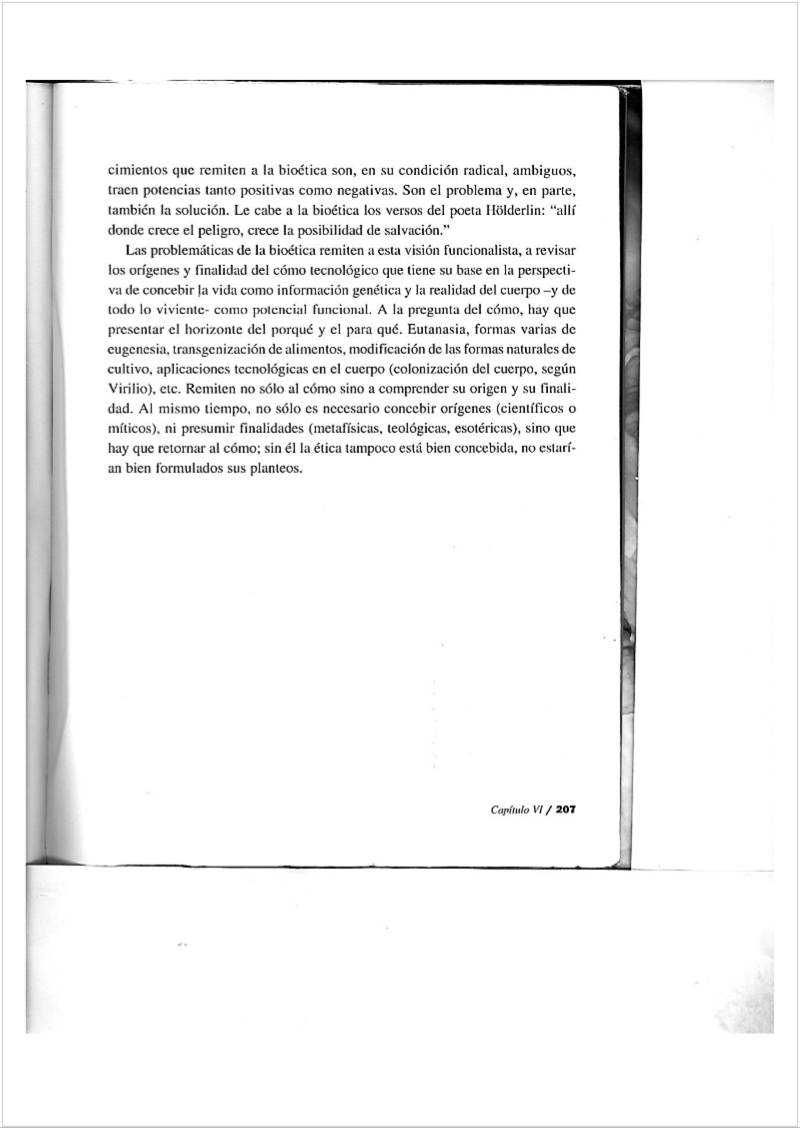 cimientos que remiten a la bioética son, en su condición radical, ambiguos,
traen potencias tanto positivas como negativas. Son el problema y, en parte,
también la solución. Le cabe a la bioética los versos del poeta Hölderlin: “allí
donde crece el peligro, crece la posibilidad de salvación.”
Las problemáticas de la bioética remiten a esta visión funcionalista, a revisar
los orígenes y finalidad del cómo tecnológico que tiene su base en la perspecti-
va de concebir la vida como información genética y la realidad del cuerpo –y de
todo lo viviente- como potencial funcional. A la pregunta del cómo, hay que
presentar el horizonte del porqué y el para qué. Eutanasia, formas varias de
eugenesia, transgenización de alimentos, modificación de las formas naturales de
cultivo, aplicaciones tecnológicas en el cuerpo (colonización del cuerpo, según
Virilio), etc. Remiten no sólo al cómo sino a comprender su origen y su finali-
dad. Al mismo tiempo, no sólo es necesario concebir orígenes (científicos o
míticos), ni presumir finalidades (metafísicas, teológicas, esotéricas), sino que
hay que retornar al cómo; sin él la ética tampoco está bien concebida, no estarí-
an bien formulados sus planteos.
Capítulo VI / 207